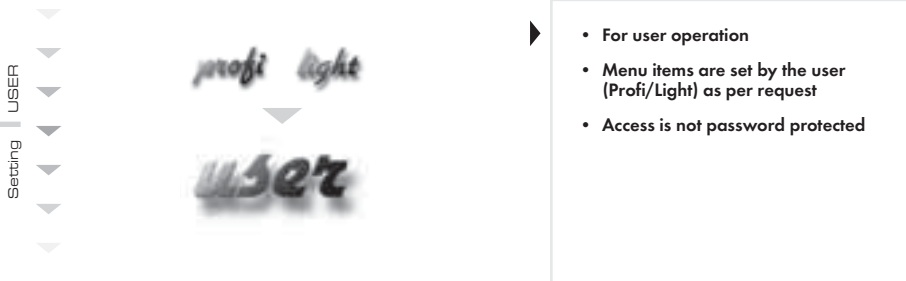 Setting USER
profi light
user
• For user operation
• Menu items are set by the user
(Profi/Light) as per request
• Access is not password protected